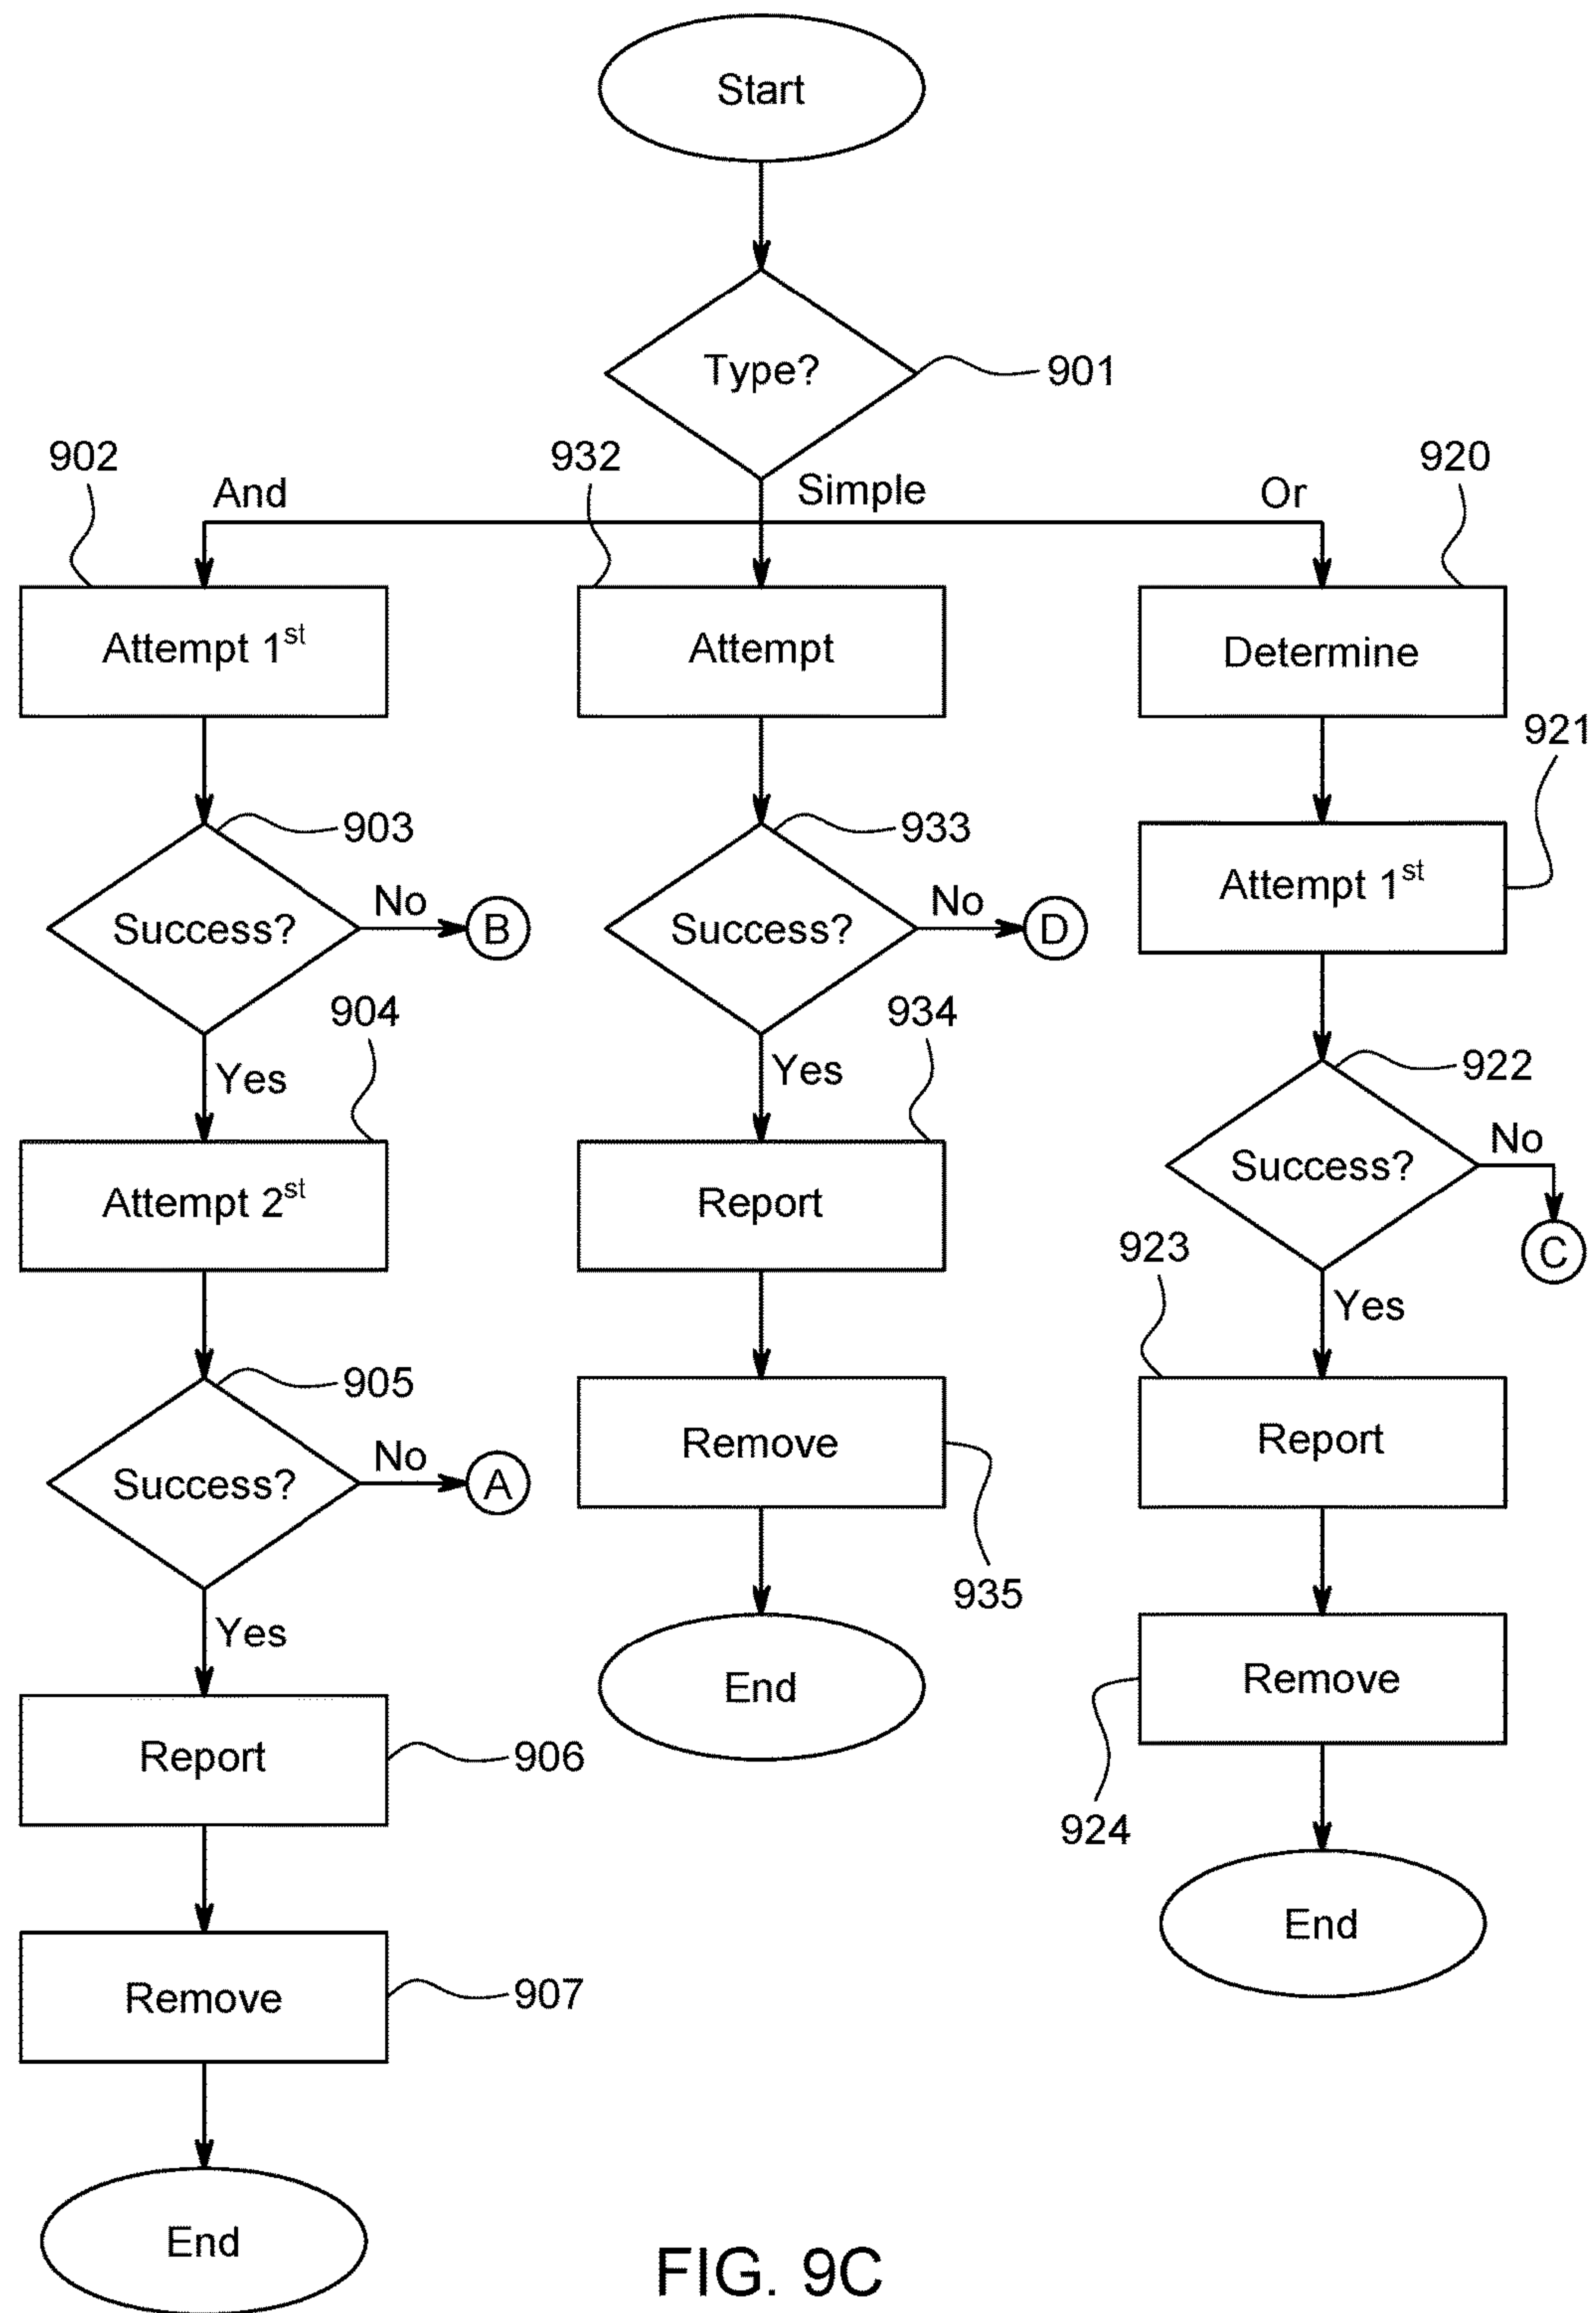 Start
Type?
901
902
932
920
And
Simple
Or
Attempt 1st
Attempt
Determine
921
903
933
Attempt 1st
Success?
No
B
Success?
No
D
904
934
922
Yes
Yes
No
Attempt 2st
Report
Success?
C
923
Yes
905
Success?
No
A
Remove
Report
935
Yes
End
Remove
Report
906
924
End
Remove
907
End
FIG. 9C